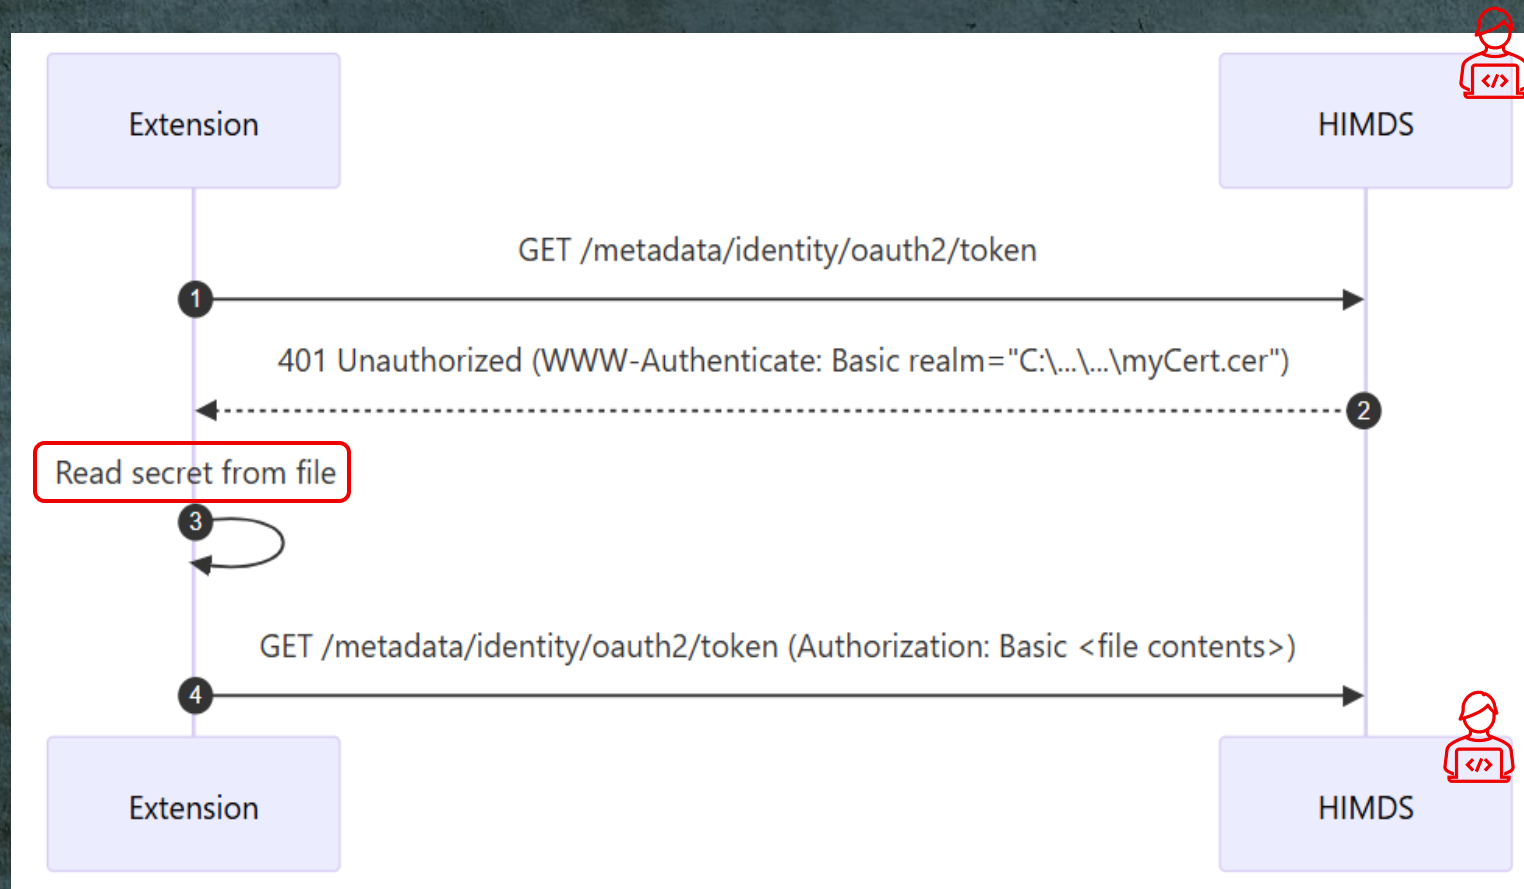 Extension
HIMDS
</>
GET /metadata/identity/oauth2/token
1
401 Unauthorized (WWW-Authenticate: Basic realm="C:\...\...\myCert.cer")
2
Read secret from file
3
GET /metadata/identity/oauth2/token (Authorization: Basic <file contents>)
4
Extension
HIMDS
</>